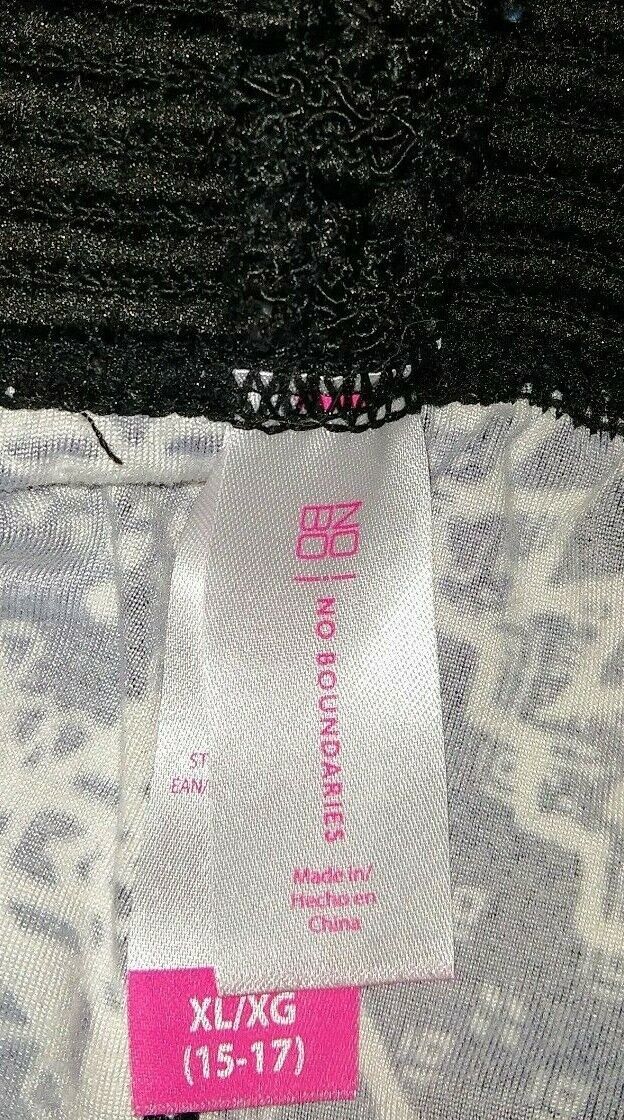 NO
BO
NO BOUNDARIES
ST
EAN/
Made in/
Hecho en
China
XL/XG
(15-17)